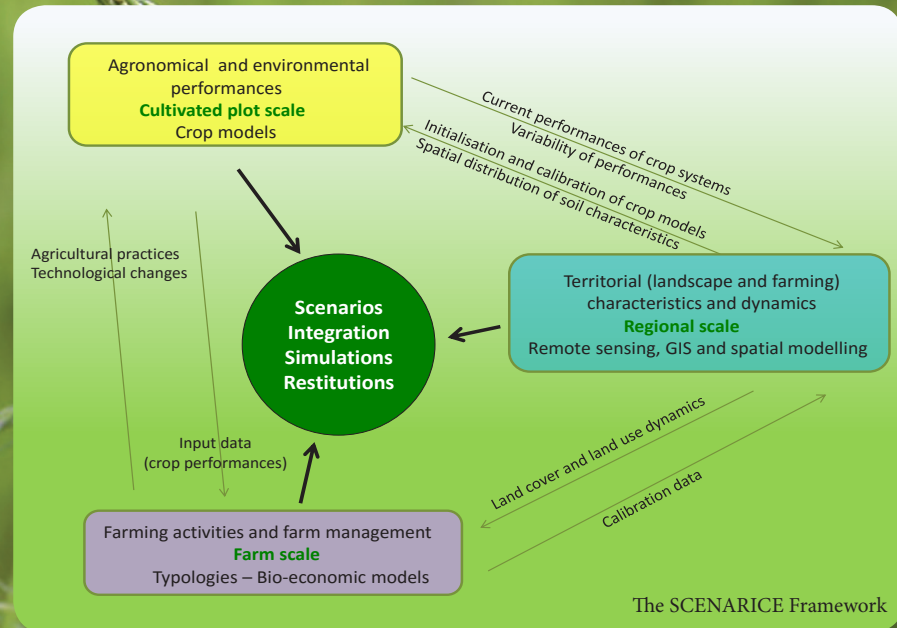 Agronomical and environmental
performances
Cultivated plot scale
Crop models
Current performances of crop systems
Variability of performances
Initialisation and calibration of crop models
Spatial distribution of soil characteristics
Agricultural practices
Technological changes
Scenarios
Integration
Simulations
Restitutions
Territorial (landscape and farming)
characteristics and dynamics
Regional scale
Remote sensing, GIS and spatial modelling
Input data
(crop performances)
Land cover and land use dynamics
Calibration data
Farming activities and farm management
Farm scale
Typologies – Bio-economic models
The SCENARICE Framework